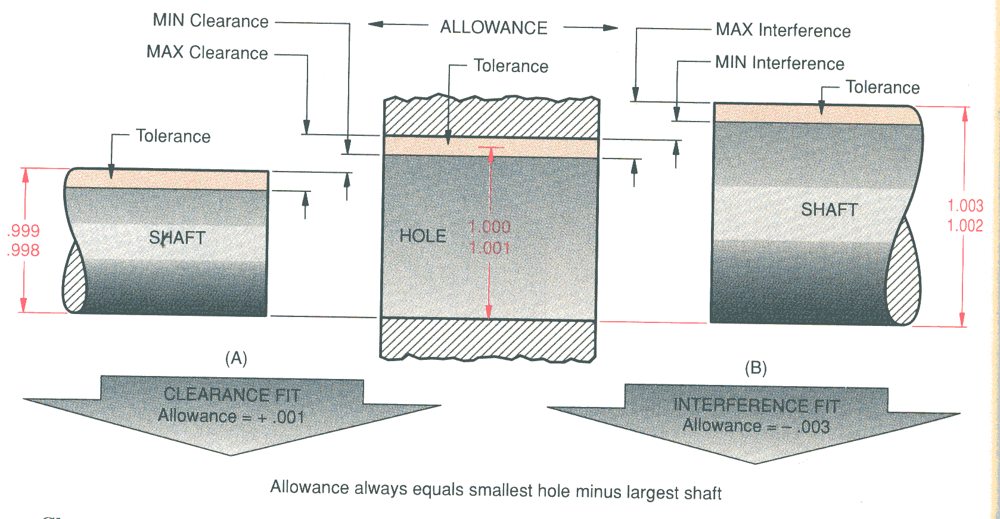 MIN Clearance
ALLOWANCE
MAX Interference
MAX Clearance
Tolerance
MIN Interference
Tolerance
Tolerance
.999
.998
SHAFT
HOLE
1.000
1.001
SHAFT
1.003
1.002
(A)
(B)
CLEARANCE FIT
Allowance = + .001
INTERFERENCE FIT
Allowance = – .003
Allowance always equals smallest hole minus largest shaft